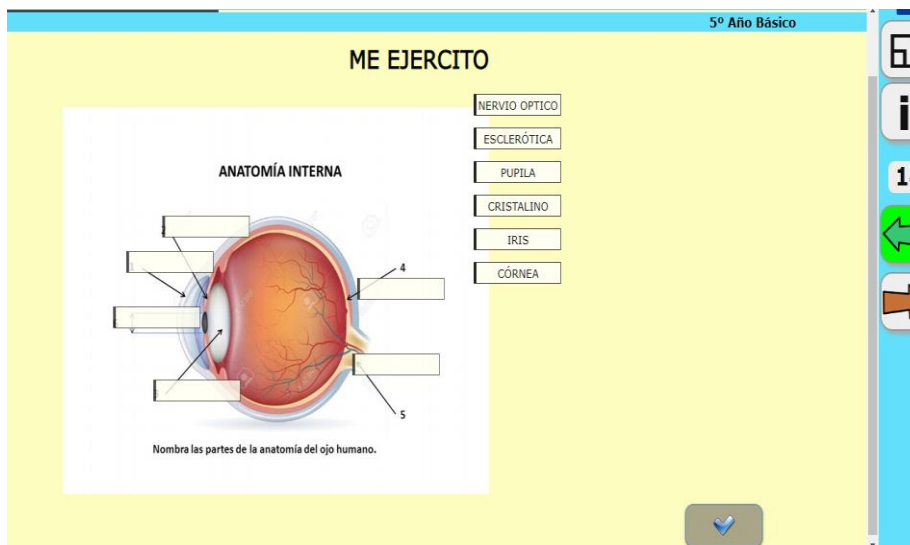 5º Año Básico
ME EJERCITO
NERVIO OPTICO
ESCLERÓTICA
PUPILA
CRISTALINO
IRIS
CÓRNEA
ANATOMÍA INTERNA
4
5
Nombra las partes de la anatomía del ojo humano.